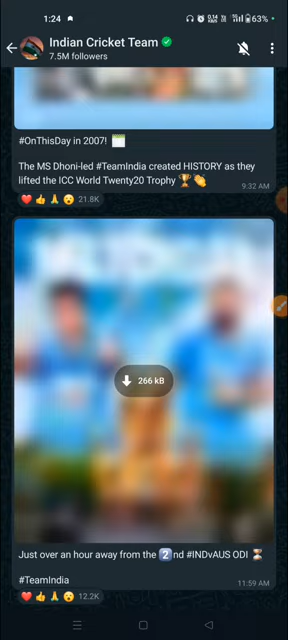 1:24
63%
Indian Cricket Team
7.5M followers
#OnThisDay in 2007! 🗓️
The MS Dhoni-led #TeamIndia created HISTORY as they
lifted the ICC World Twenty20 Trophy 🏆👏
9:32 AM
❤️👍🙏😮 21.8K
266 kB
Just over an hour away from the 2️⃣nd #INDvAUS ODI ⏳
#TeamIndia
11:59 AM
❤️👍🙏😮 12.2K